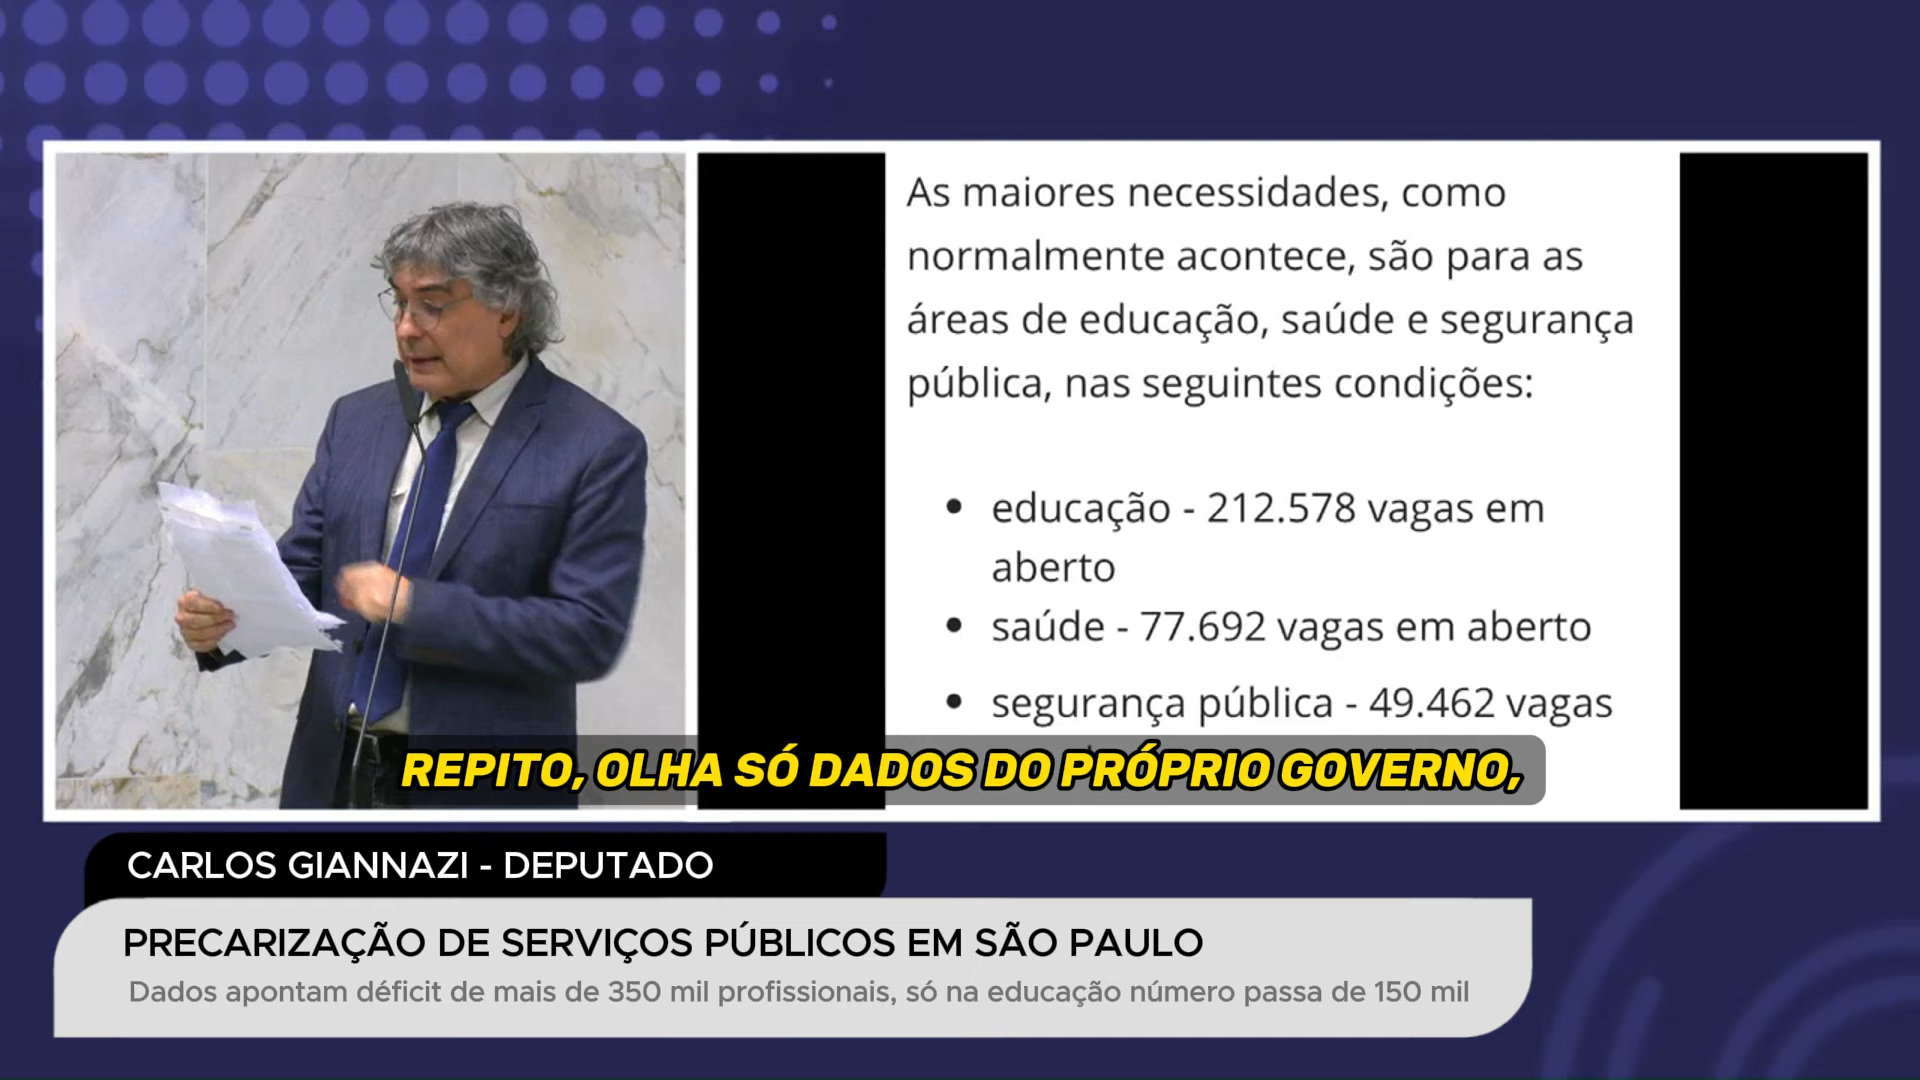 As maiores necessidades, como
normalmente acontece, são para as
áreas de educação, saúde e segurança
pública, nas seguintes condições:
• educação - 212.578 vagas em
aberto
• saúde - 77.692 vagas em aberto
• segurança pública - 49.462 vagas
REPITO, OLHA SÓ DADOS DO PRÓPRIO GOVERNO,
CARLOS GIANNAZI - DEPUTADO
PRECARIZAÇÃO DE SERVIÇOS PÚBLICOS EM SÃO PAULO
Dados apontam déficit de mais de 350 mil profissionais, só na educação número passa de 150 mil